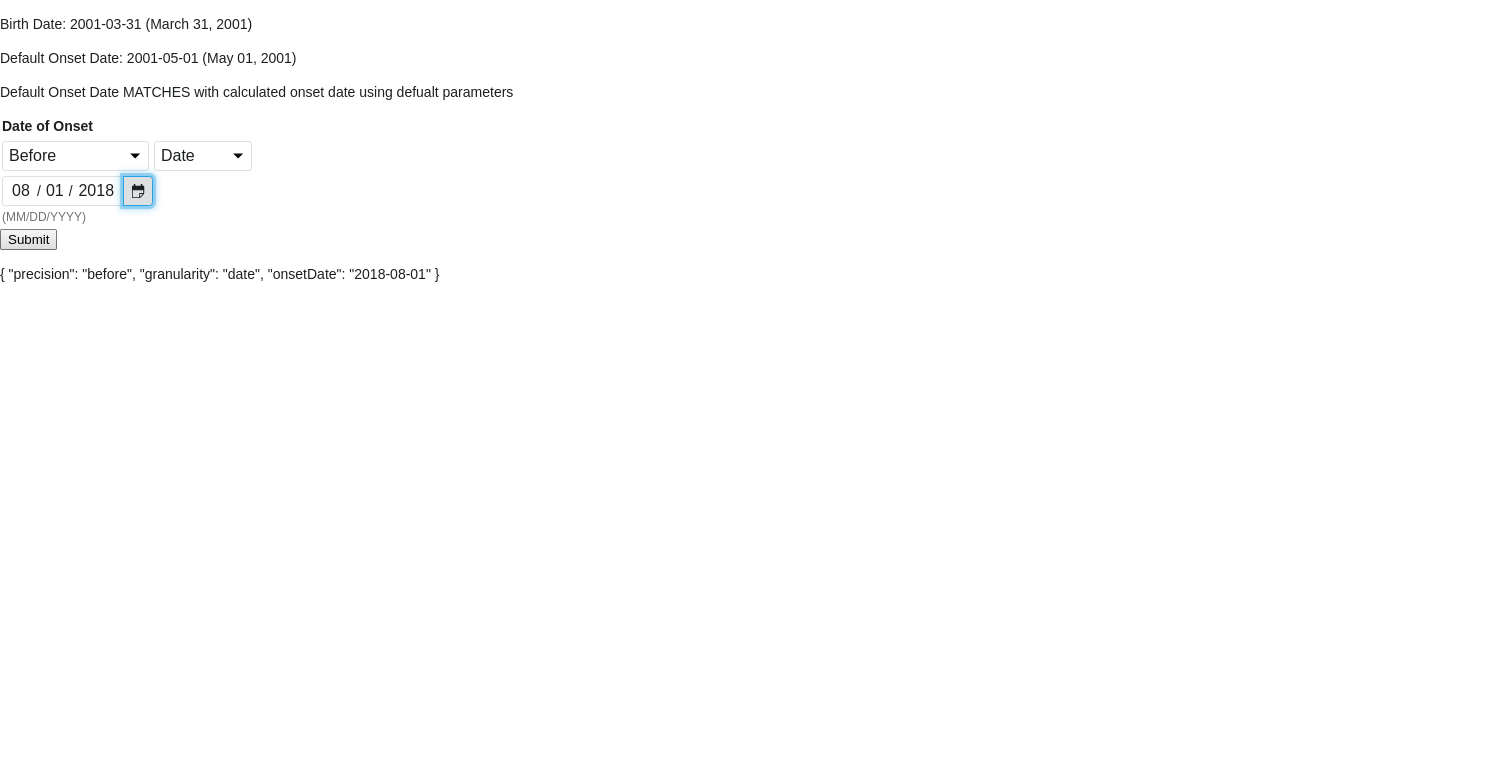 Birth Date: 2001-03-31 (March 31, 2001)
Default Onset Date: 2001-05-01 (May 01, 2001)
Default Onset Date MATCHES with calculated onset date using defualt parameters
Date of Onset
Before Date
08 / 01 / 2018
(MM/DD/YYYY)
Submit
{ "precision": "before", "granularity": "date", "onsetDate": "2018-08-01" }